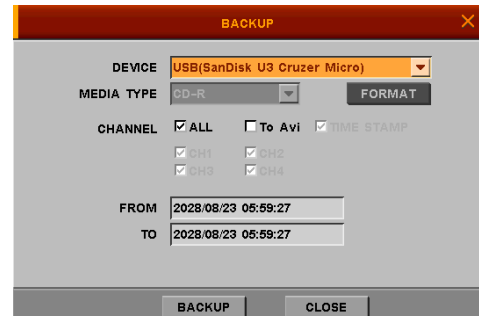 BACKUP
DEVICE USB(SanDisk U3 Cruzer Micro)
MEDIA TYPE CD-R FORMAT
CHANNEL ALL To Avi TIME STAMP
CH1 CH2
CH3 CH4
FROM 2028/08/23 05:59:27
TO 2028/08/23 05:59:27
BACKUP CLOSE